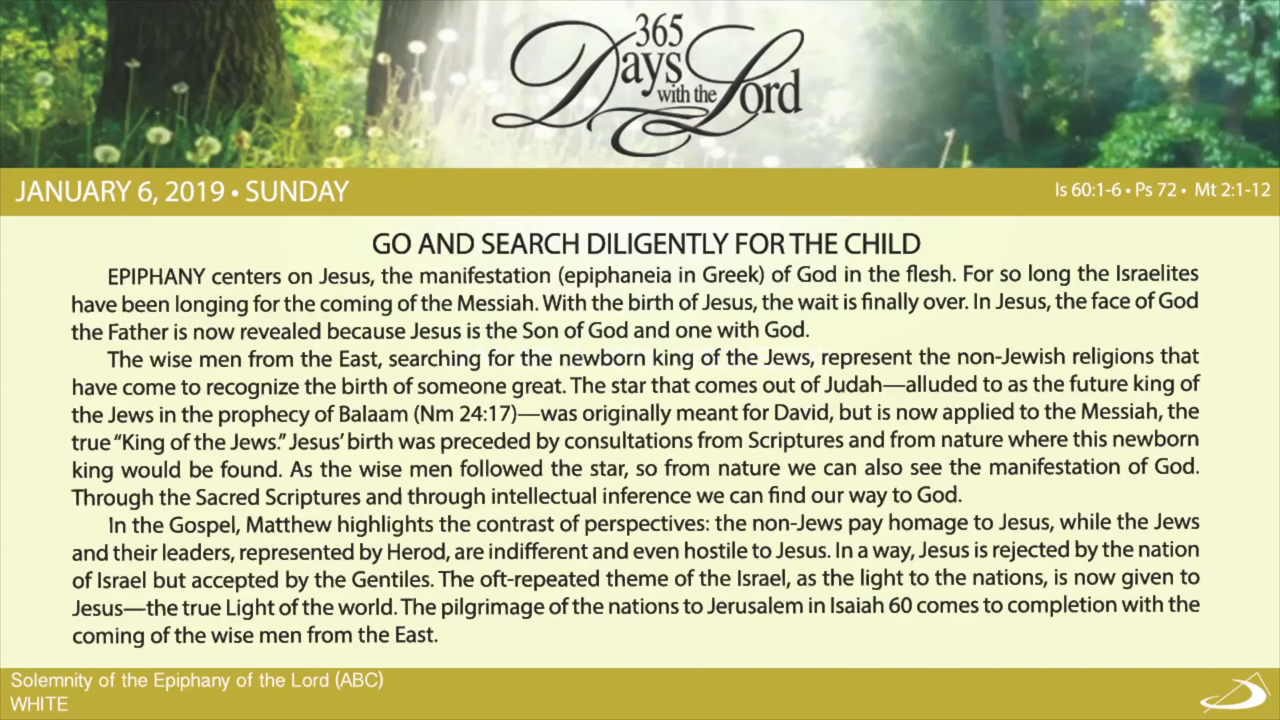 365
Days
with the
Lord
JANUARY 6, 2019 • SUNDAY
Is 60:1-6 • Ps 72 • Mt 2:1-12
GO AND SEARCH DILIGENTLY FOR THE CHILD
EPIPHANY centers on Jesus, the manifestation (epiphaneia in Greek) of God in the flesh. For so long the Israelites
have been longing for the coming of the Messiah. With the birth of Jesus, the wait is finally over. In Jesus, the face of God
the Father is now revealed because Jesus is the Son of God and one with God.
The wise men from the East, searching for the newborn king of the Jews, represent the non-Jewish religions that
have come to recognize the birth of someone great. The star that comes out of Judah—alluded to as the future king of
the Jews in the prophecy of Balaam (Nm 24:17)—was originally meant for David, but is now applied to the Messiah, the
true “King of the Jews.” Jesus’ birth was preceded by consultations from Scriptures and from nature where this newborn
king would be found. As the wise men followed the star, so from nature we can also see the manifestation of God.
Through the Sacred Scriptures and through intellectual inference we can find our way to God.
In the Gospel, Matthew highlights the contrast of perspectives: the non-Jews pay homage to Jesus, while the Jews
and their leaders, represented by Herod, are indifferent and even hostile to Jesus. In a way, Jesus is rejected by the nation
of Israel but accepted by the Gentiles. The oft-repeated theme of the Israel, as the light to the nations, is now given to
Jesus—the true Light of the world. The pilgrimage of the nations to Jerusalem in Isaiah 60 comes to completion with the
coming of the wise men from the East.
Solemnity of the Epiphany of the Lord (ABC)
WHITE